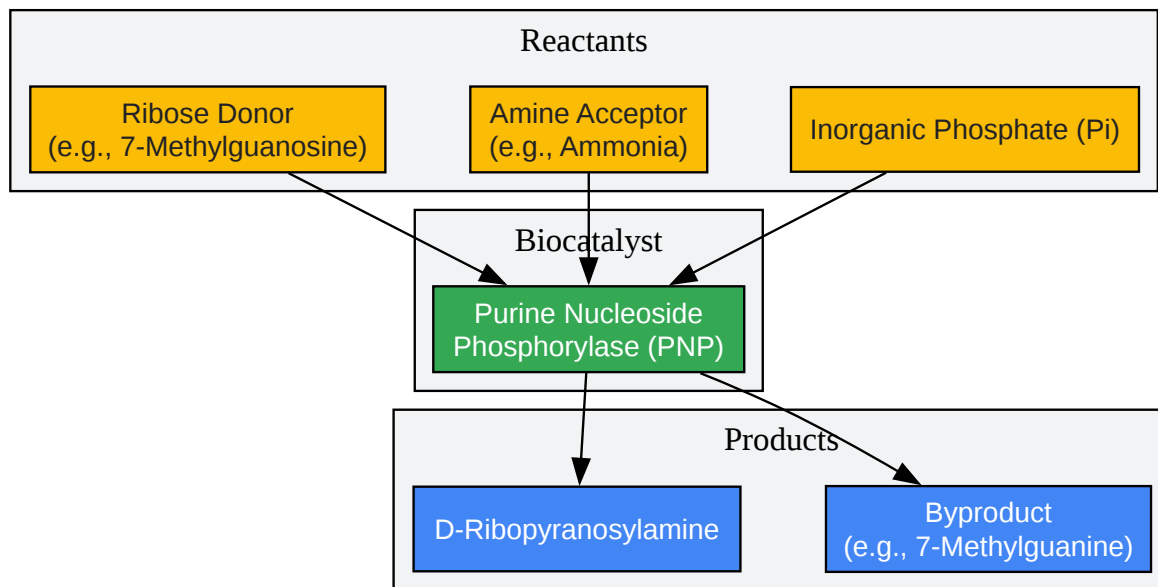 Reactants
Ribose Donor
(e.g., 7-Methylguanosine)
Amine Acceptor
(e.g., Ammonia)
Inorganic Phosphate (Pi)
Biocatalyst
Purine Nucleoside
Phosphorylase (PNP)
Products
D-Ribopyranosylamine
Byproduct
(e.g., 7-Methylguanine)